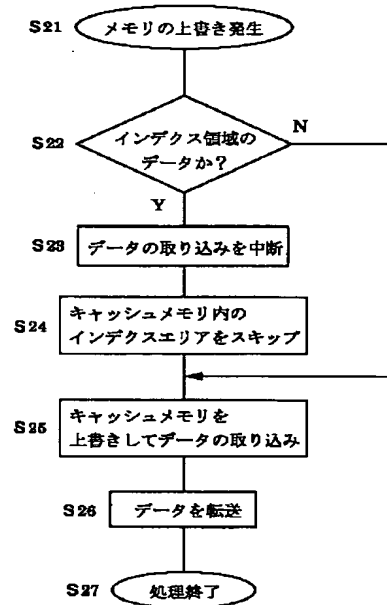 S21 メモリの上書き発生
S22 インデクス領域の
データか？
N
Y
S23 データの取り込みを中断
S24 キャッシュメモリ内の
インデクスエリアをスキップ
S25 キャッシュメモリを
上書きしてデータの取り込み
S26 データを転送
S27 処理終了